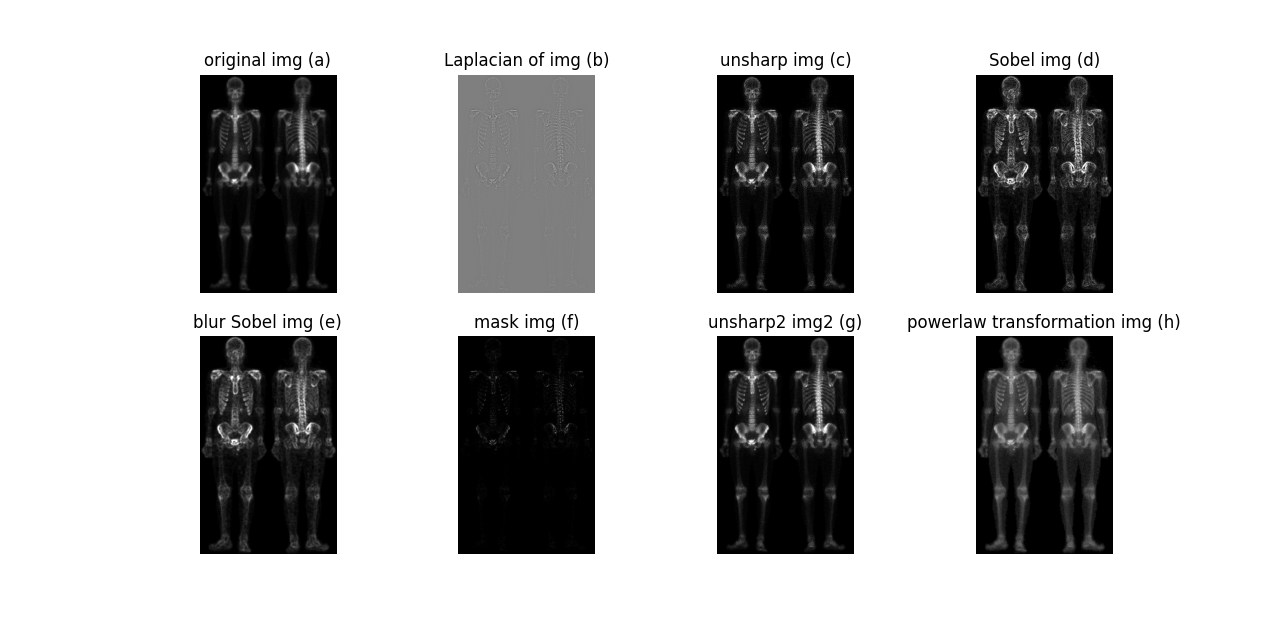 original img (a)
Laplacian of img (b)
unsharp img (c)
Sobel img (d)
blur Sobel img (e)
mask img (f)
unsharp2 img2 (g)
powerlaw transformation img (h)